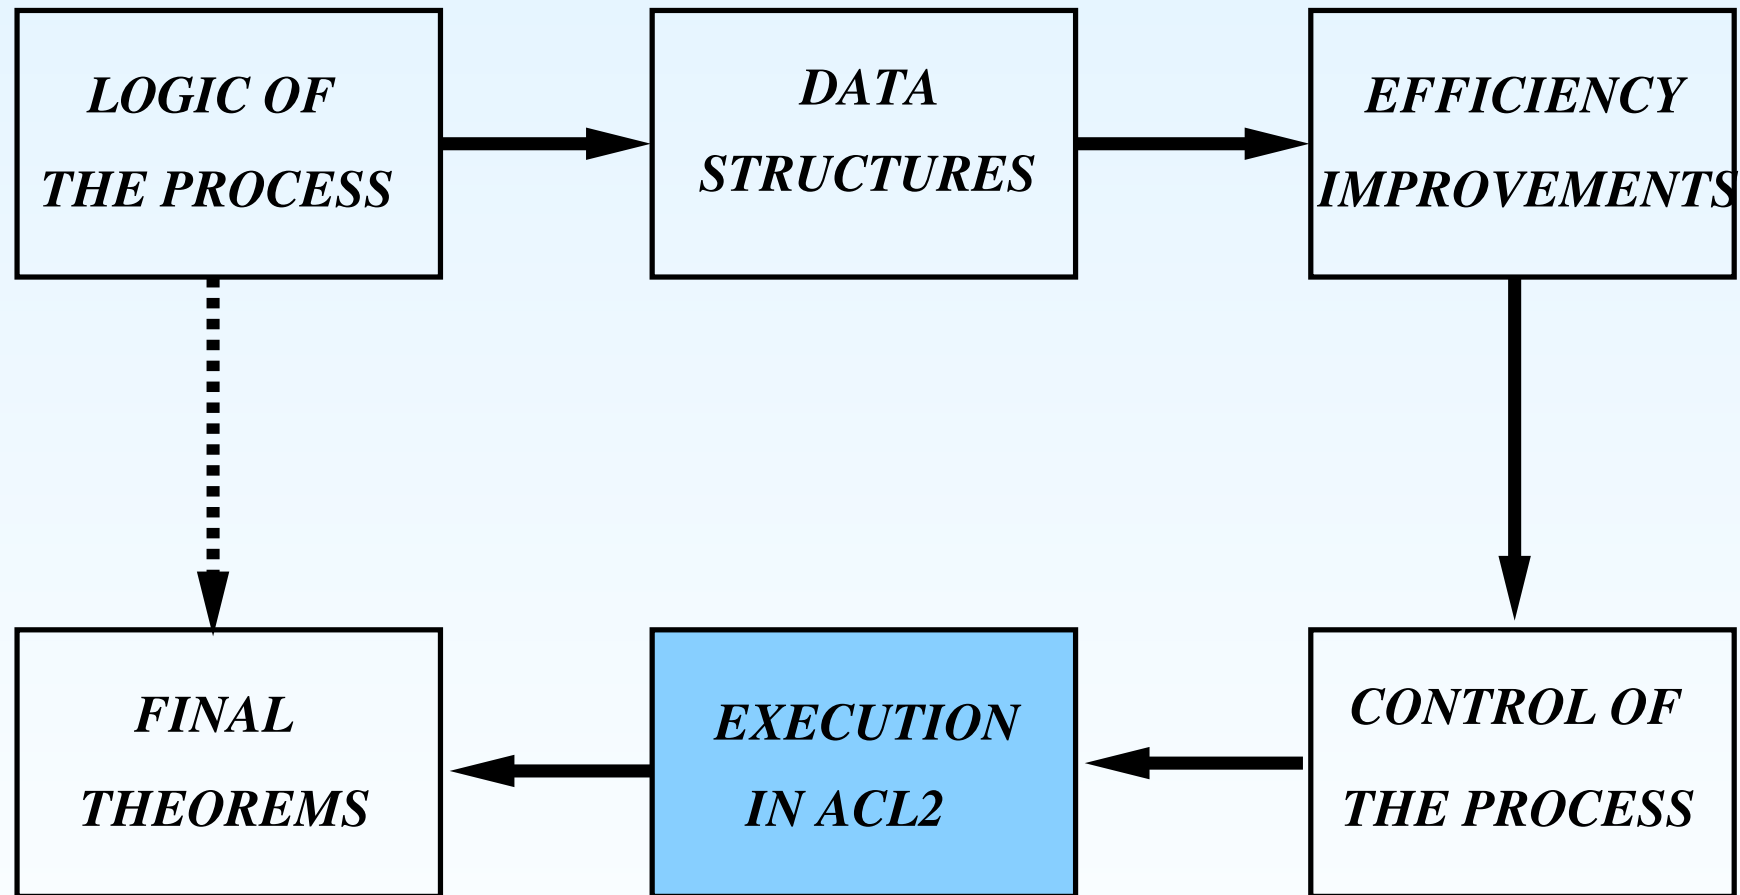 LOGIC OF
THE PROCESS
DATA
STRUCTURES
EFFICIENCY
IMPROVEMENTS
FINAL
THEOREMS
EXECUTION
IN ACL2
CONTROL OF
THE PROCESS